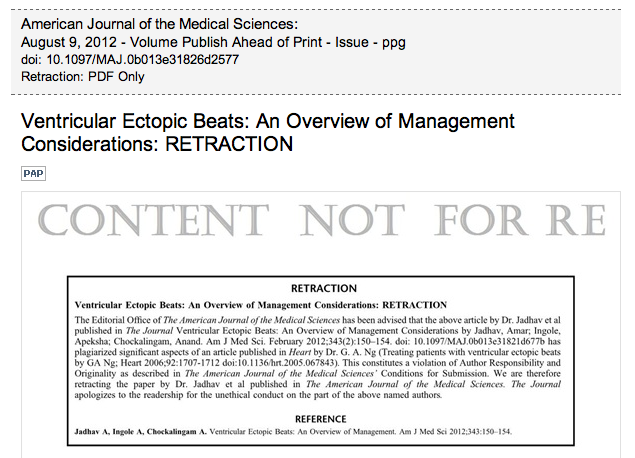 American Journal of the Medical Sciences:
August 9, 2012 - Volume Publish Ahead of Print - Issue - ppg
doi: 10.1097/MAJ.0b013e31826d2577
Retraction: PDF Only
Ventricular Ectopic Beats: An Overview of Management
Considerations: RETRACTION
PAP
CONTENT NOT FOR RE
RETRACTION
Ventricular Ectopic Beats: An Overview of Management Considerations: RETRACTION
The Editorial Office of The American Journal of the Medical Sciences has been advised that the above article by Dr. Jadhav et al
published in The Journal Ventricular Ectopic Beats: An Overview of Management Considerations by Jadhav, Amar; Ingole,
Apeksha; Chockalingam, Anand. Am J Med Sci. February 2012;343(2):150–154. doi: 10.1097/MAJ.0b013e31821d677b has
plagiarized significant aspects of an article published in Heart by Dr. G. A. Ng (Treating patients with ventricular ectopic beats
by GA Ng; Heart 2006;92:1707-1712 doi:10.1136/hrt.2005.067843). This constitutes a violation of Author Responsibility and
Originality as described in The American Journal of the Medical Sciences' Conditions for Submission. We are therefore
retracting the paper by Dr. Jadhav et al published in The American Journal of the Medical Sciences. The Journal
apologizes to the readership for the unethical conduct on the part of the above named authors.
REFERENCE
Jadhav A, Ingole A, Chockalingam A. Ventricular Ectopic Beats: An Overview of Management. Am J Med Sci 2012;343:150–154.